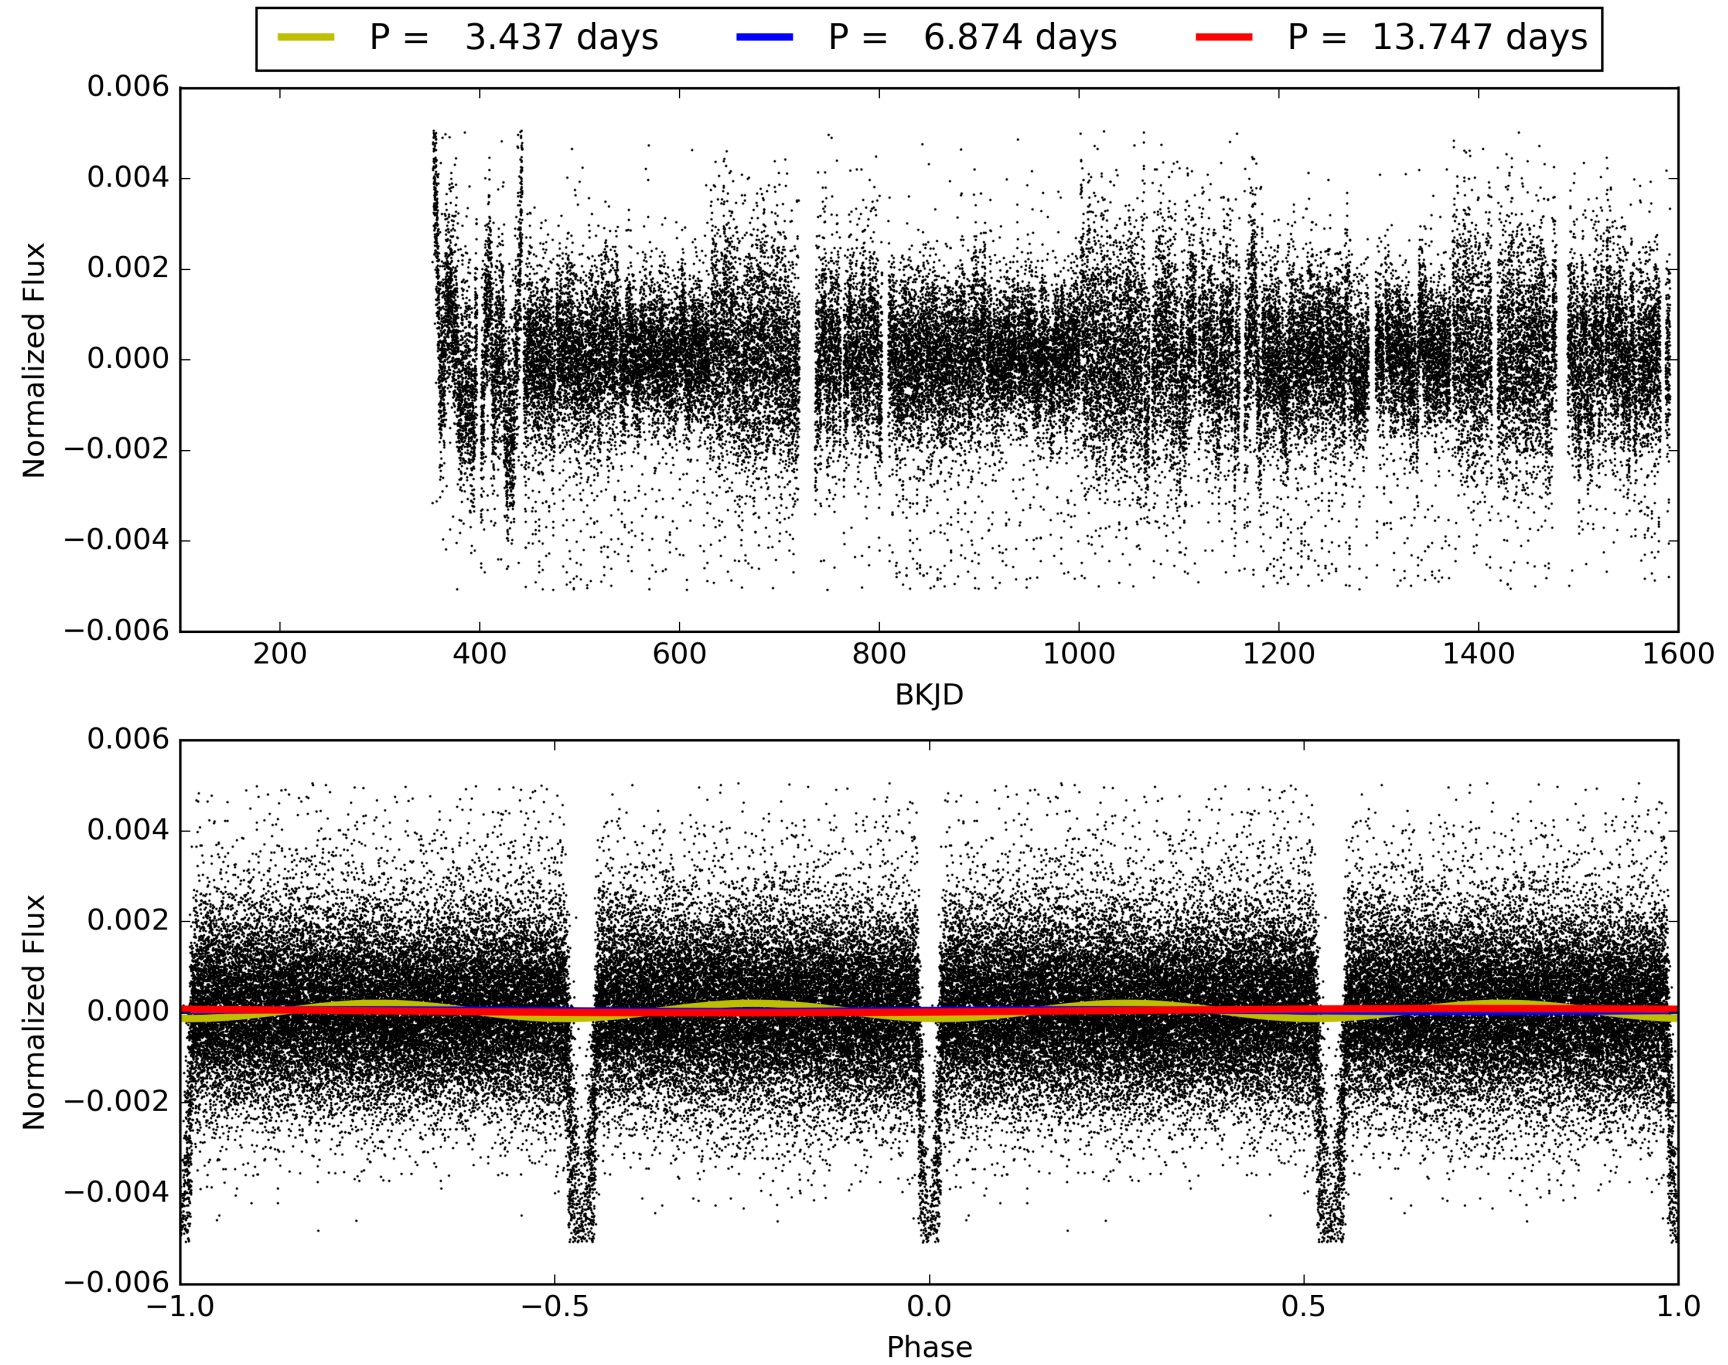 P = 3.437 days P = 6.874 days P = 13.747 days
0.006
0.004
0.002
0.000
−0.002
−0.004
−0.006
Normalized Flux
200 400 600 800 1000 1200 1400 1600
BKJD
0.006
0.004
0.002
0.000
−0.002
−0.004
−0.006
Normalized Flux
−1.0 −0.5 0.0 0.5 1.0
Phase